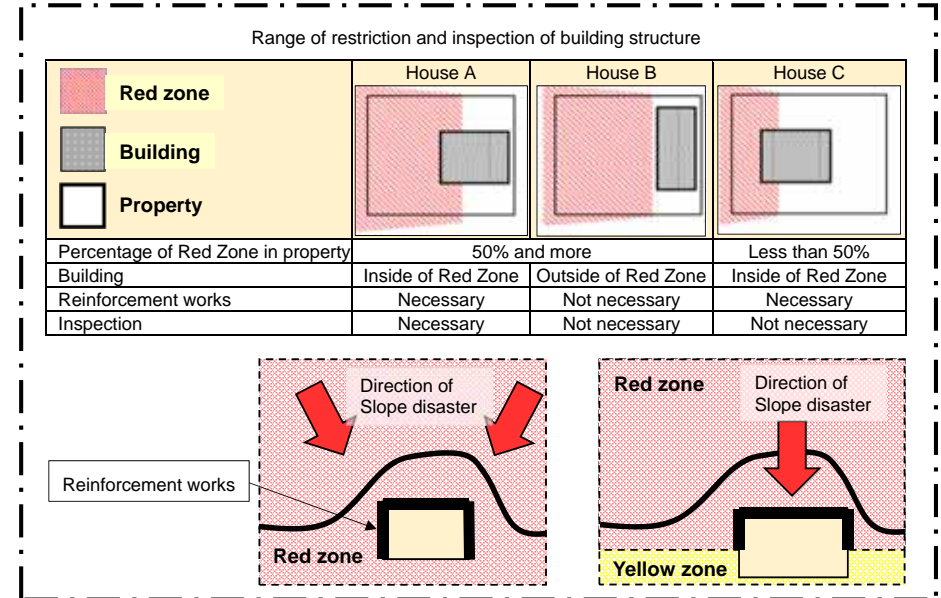 Range of restriction and inspection of building structure
House A House B House C
Red zone
Building
Property
Percentage of Red Zone in property 50% and more Less than 50%
Building Inside of Red Zone Outside of Red Zone Inside of Red Zone
Reinforcement works Necessary Not necessary Necessary
Inspection Necessary Not necessary Not necessary
Direction of
Slope disaster
Reinforcement works
Red zone
Red zone
Direction of
Slope disaster
Yellow zone